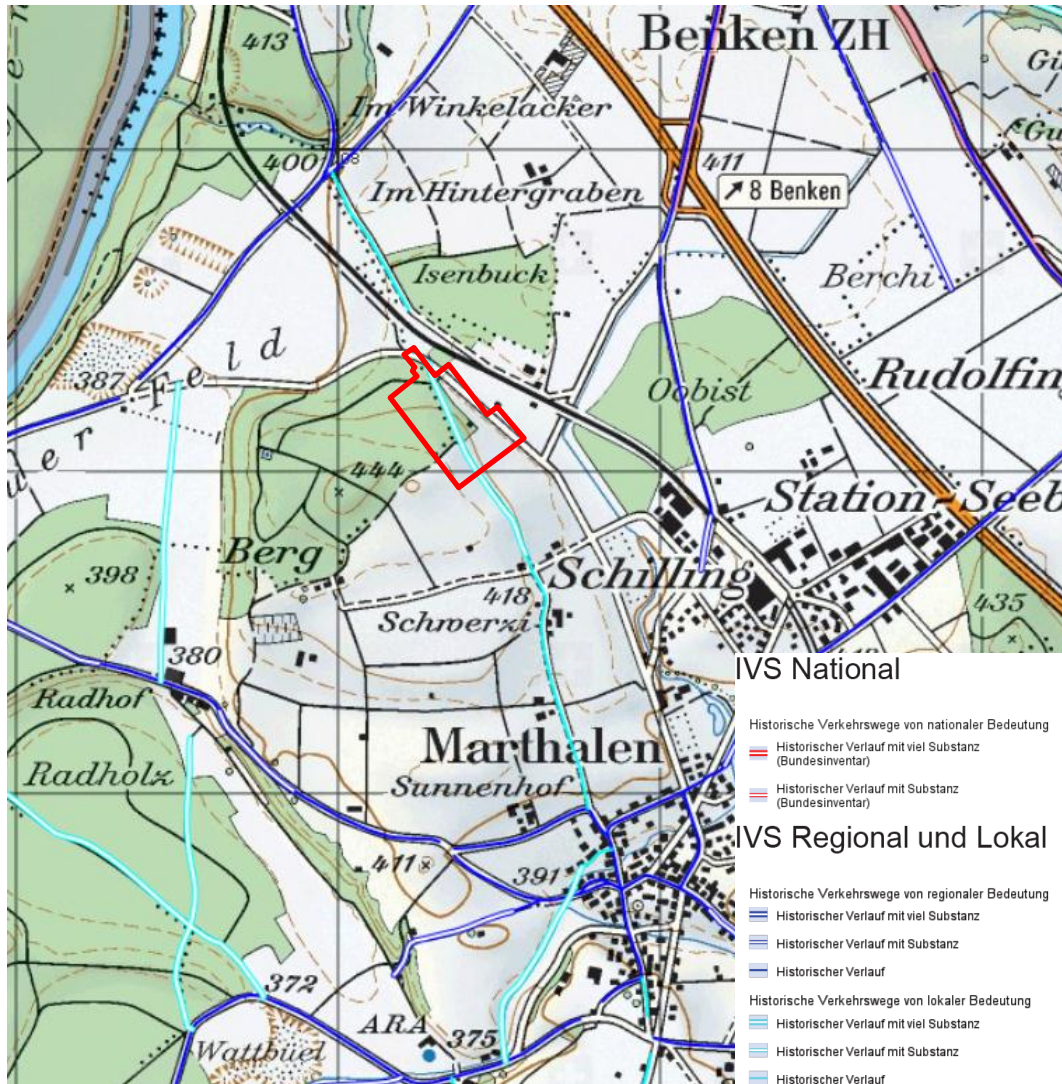 413
Benken ZH
Im Winkelacker
400
411
8 Benken
Im Hintergraben
Isenbuck
Berchi
Feld
387
Oobist
444
Station
Berg
398
Schilling
418
Schwerzi
435
380
Radhof
Marthalen
Radholz
Sunnenhof
411
391
372
ARA
375
Wattbüel
IVS National
Historische Verkehrswege von nationaler Bedeutung
Historischer Verlauf mit viel Substanz
(Bundesinventar)
Historischer Verlauf mit Substanz
(Bundesinventar)
IVS Regional und Lokal
Historische Verkehrswege von regionaler Bedeutung
Historischer Verlauf mit viel Substanz
Historischer Verlauf mit Substanz
Historischer Verlauf
Historische Verkehrswege von lokaler Bedeutung
Historischer Verlauf mit viel Substanz
Historischer Verlauf mit Substanz
Historischer Verlauf